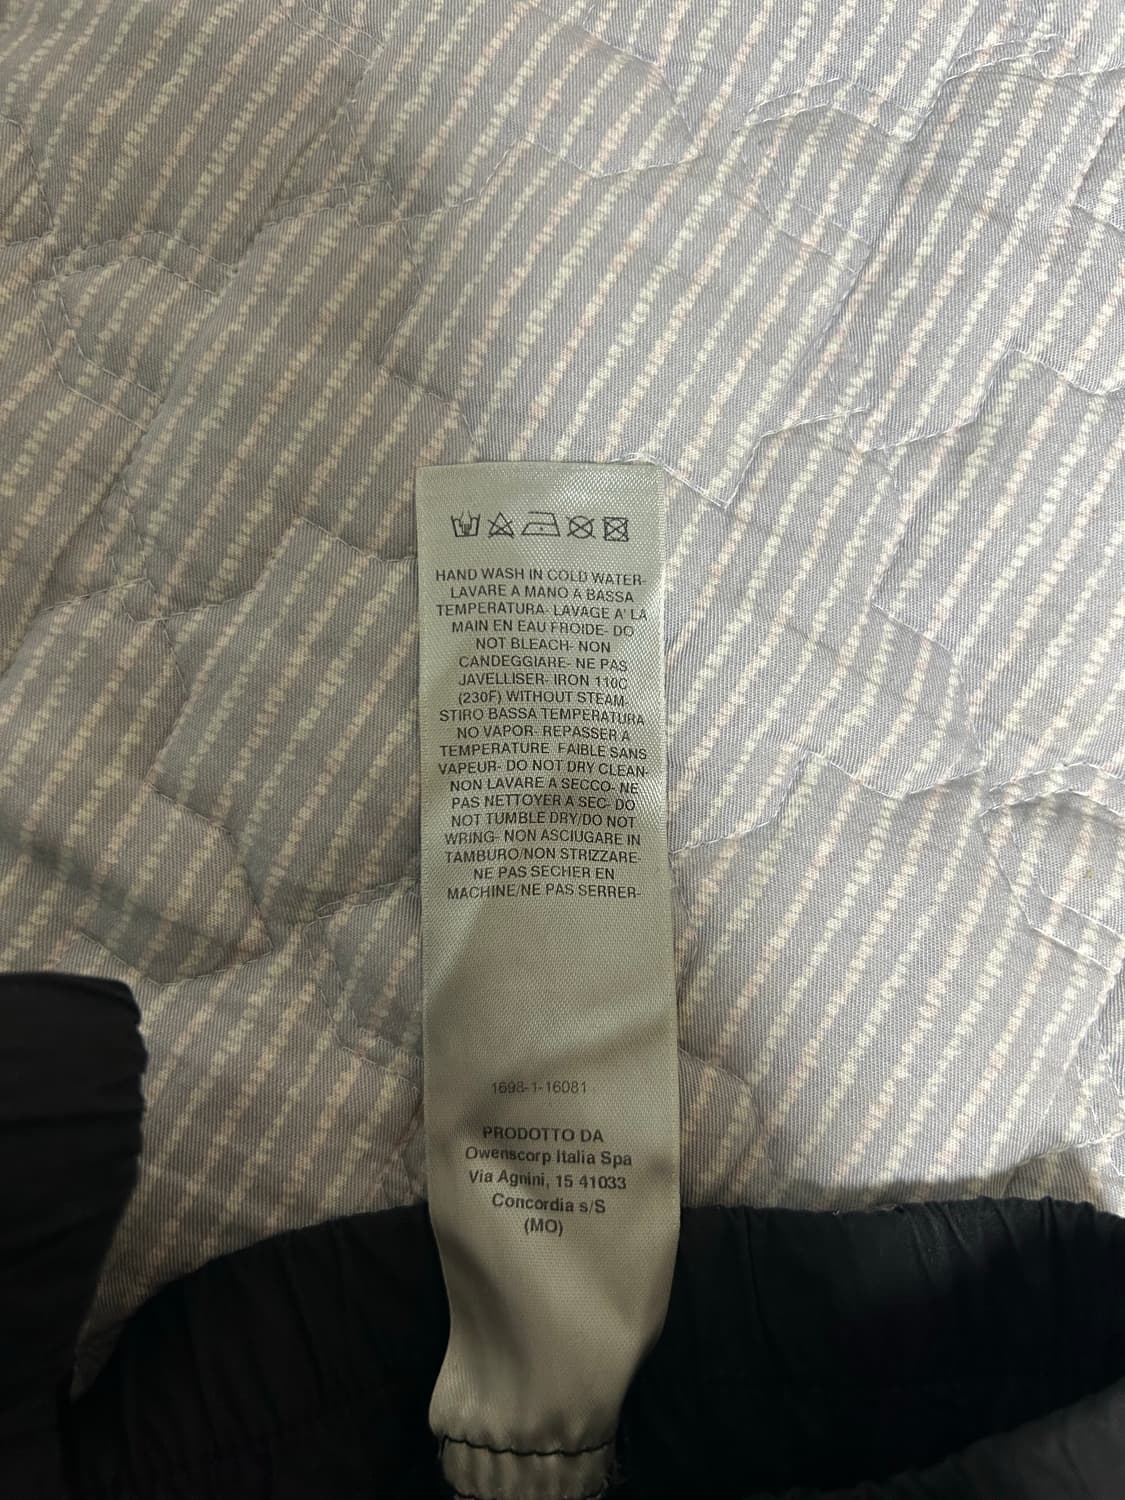 HAND WASH IN COLD WATER-
LAVARE A MANO A BASSA
TEMPERATURA- LAVAGE A' LA
MAIN EN EAU FROIDE- DO
NOT BLEACH- NON
CANDEGGIARE- NE PAS
JAVELLISER- IRON 110C
(230F) WITHOUT STEAM-
STIRO BASSA TEMPERATURA
NO VAPOR- REPASSER A
TEMPERATURE FAIBLE SANS
VAPEUR- DO NOT DRY CLEAN-
NON LAVARE A SECCO- NE
PAS NETTOYER A SEC- DO
NOT TUMBLE DRY/DO NOT
WRING- NON ASCIUGARE IN
TAMBURO/NON STRIZZARE-
NE PAS SECHER EN
MACHINE/NE PAS SERRER-
1698-1-16081
PRODOTTO DA
Owenscorp Italia Spa
Via Agnini, 15 41033
Concordia s/S
(MO)